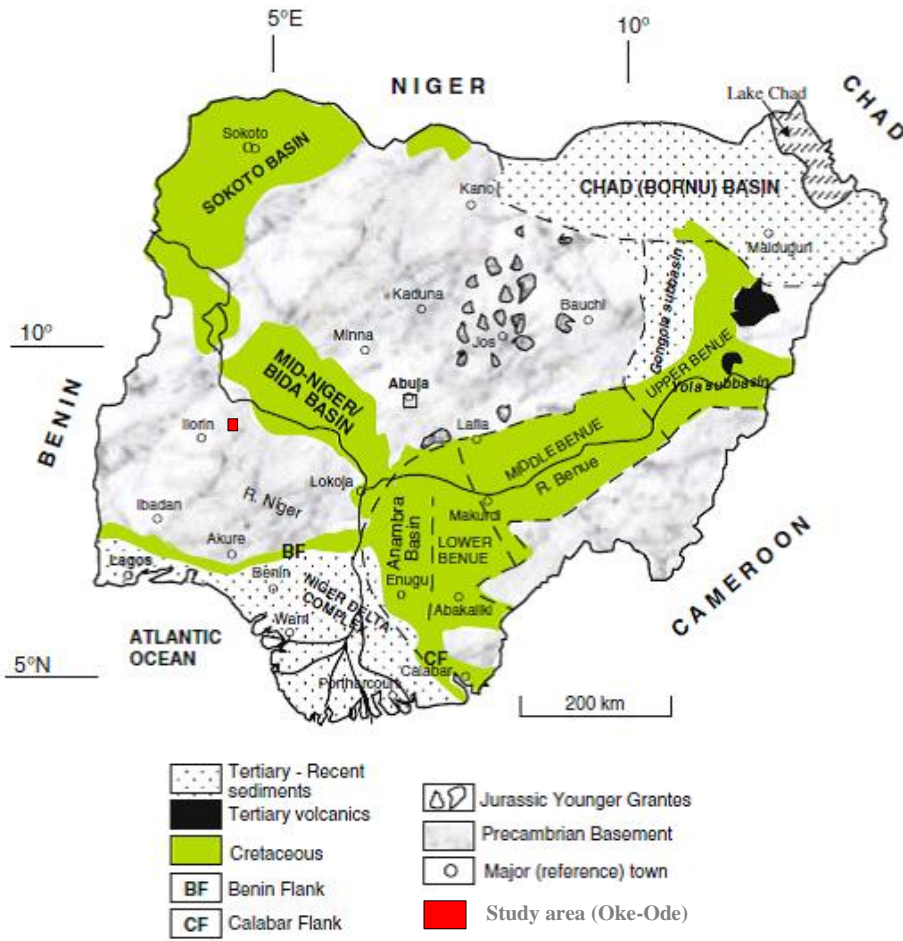 5°E
10°
NIGER
CHAD
Lake Chad
Sokoto
SOKOTO BASIN
Kano
CHAD (BORNU) BASIN
Maiduguri
Gongola subbasin
Kaduna
Bauchi
Minna
Jos
10°
MID-NIGER/
BIDA BASIN
Abuja
UPPER BENUE
Yola subbasin
BENIN
Ilorin
Lafia
MIDDLE BENUE
R. Benue
Lokoja
R. Niger
Makurdi
Ibadan
Akure
BF
Anambra
Basin
LOWER
BENUE
Lagos
Benin
Enugu
Abakaliki
NIGER DELTA
COMPLEX
Warri
CAMEROON
ATLANTIC
OCEAN
CF
Calabar
5°N
Portharcourt
200 km
Tertiary - Recent
sediments
Tertiary volcanics
Cretaceous
BF Benin Flank
CF Calabar Flank
Jurassic Younger Grantes
Precambrian Basement
Major (reference) town
Study area (Oke-Ode)